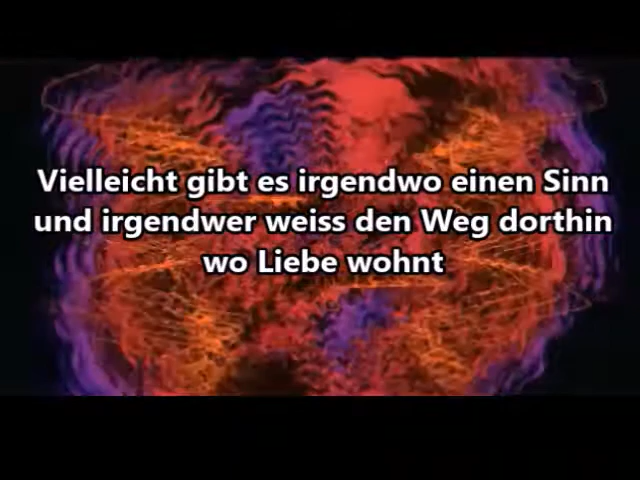 Vielleicht gibt es irgendwo einen Sinn
und irgendwer weiss den Weg dorthin
wo Liebe wohnt